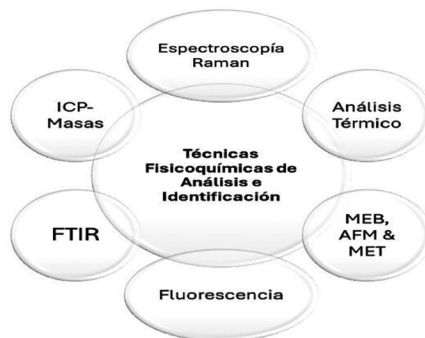 Espectroscopía
Raman
ICP-
Masas
Análisis
Térmico
Técnicas
Fisicoquímicas de
Análisis e
Identificación
FTIR
MEB,
AFM &
MET
Fluorescencia